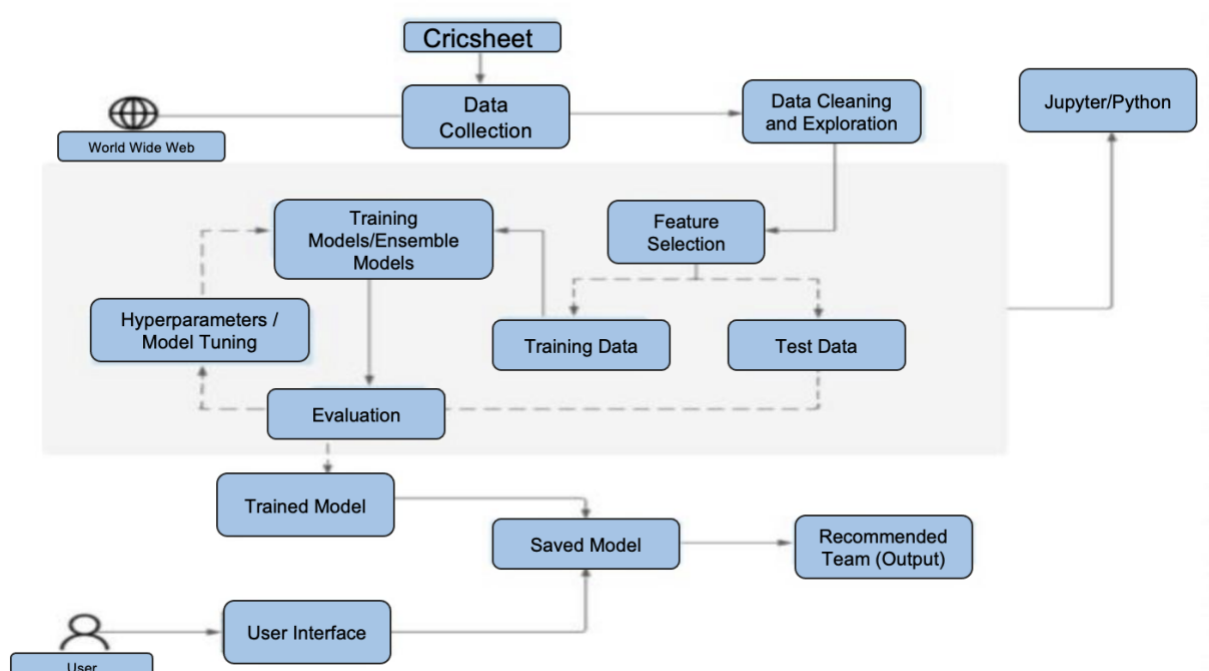 Cricsheet
Data
Collection
Data Cleaning
and Exploration
Jupyter/Python
World Wide Web
Training
Models/Ensemble
Models
Feature
Selection
Hyperparameters /
Model Tuning
Training Data
Test Data
Evaluation
Trained Model
Saved Model
Recommended
Team (Output)
User Interface
User